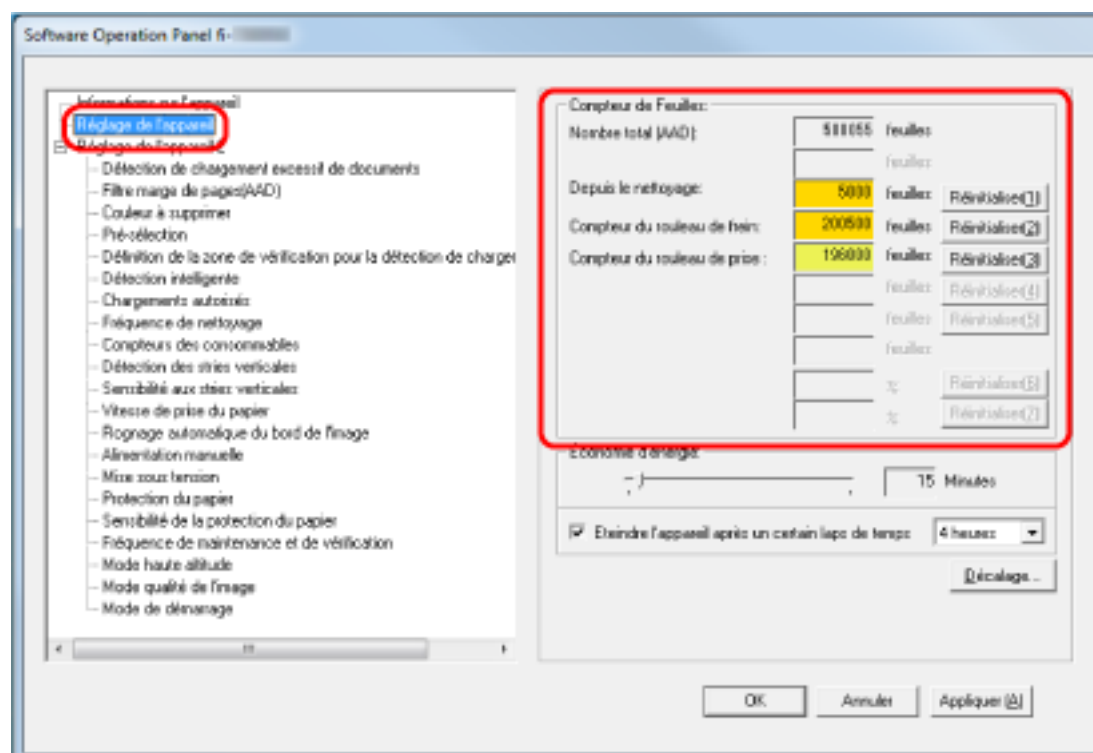 Software Operation Panel fi-
Informations sur l'appareil
Réglage de l'appareil
Réglage de l'appareil
Détection de chargement excessif de documents
Filtre marge de pages(AAD)
Couleur à supprimer
Pré-sélection
Définition de la zone de vérification pour la détection de charger
Détection intelligente
Chargements autorisés
Fréquence de nettoyage
Compteurs des consommables
Détection des stries verticales
Sensibilité aux stries verticales
Vitesse de prise du papier
Rognage automatique du bord de l'image
Alimentation manuelle
Mise sous tension
Protection du papier
Sensibilité de la protection du papier
Fréquence de maintenance et de vérification
Mode haute altitude
Mode qualité de l'image
Mode de démarrage
Compteur de Feuilles:
Nombre total (AAD): feuilles
feuilles
Depuis le nettoyage: 5000 feuilles Réinitialiser(1)
Compteur du rouleau de frein: 200500 feuilles Réinitialiser(2)
Compteur du rouleau de prise : 196000 feuilles Réinitialiser(3)
feuilles Réinitialiser(4)
feuilles Réinitialiser(5)
feuilles
% Réinitialiser(6)
% Réinitialiser(7)
Économie d'énergie:
15 Minutes
Eteindre l'appareil après un certain laps de temps 4 heures
Décalage...
OK Annuler Appliquer (A)